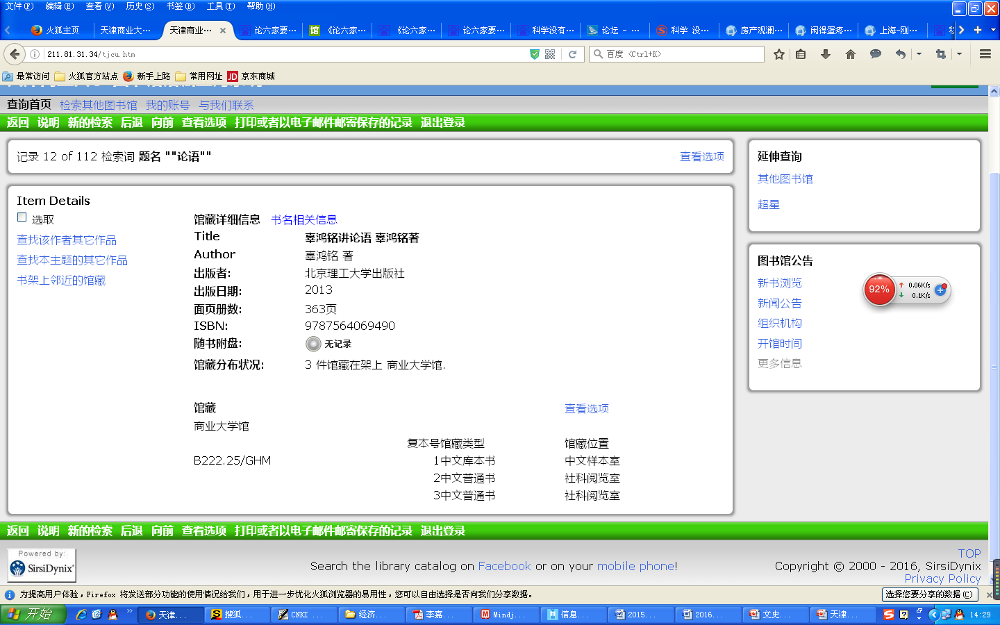 文件(F) 编辑(E) 查看(V) 历史(S) 书签(B) 工具(T) 帮助(H)
火狐主页 天津商业大… 天津商业… 论六家要… 《论六家… 《论六家… 论六家要… 科学没有… 论坛 - … 科学 没… 房产观澜… 闲得蛋疼… 上海-刚…
211.81.31.34/tjcu.htm 百度 <Ctrl+K>
最常访问 火狐官方站点 新手上路 常用网址 JD 京东商城
查询首页 检索其他图书馆 我的账号 与我们联系
返回 说明 新的检索 后退 向前 查看选项 打印或者以电子邮件邮寄保存的记录 退出登录
记录 12 of 112 检索词 题名 ""论语"" 查看选项
Item Details
选取
查找该作者其它作品
查找本主题的其它作品
书架上邻近的馆藏
馆藏详细信息 书名相关信息
Title 辜鸿铭讲论语 辜鸿铭著
Author 辜鸿铭 著
出版者: 北京理工大学出版社
出版日期: 2013
面页册数: 363页
ISBN: 9787564069490
随书附盘: 无记录
馆藏分布状况: 3 件馆藏在架上 商业大学馆.
馆藏 查看选项
商业大学馆
复本号馆藏类型 馆藏位置
B222.25/GHM 1中文库本书 中文样本室
2中文普通书 社科阅览室
3中文普通书 社科阅览室
延伸查询
其他图书馆
超星
图书馆公告
新书浏览
新闻公告
组织机构
开馆时间
更多信息
92% 0.06K/s
0.1K/s
返回 说明 新的检索 后退 向前 查看选项 打印或者以电子邮件邮寄保存的记录 退出登录
Powered by:
SirsiDynix
Search the library catalog on Facebook or on your mobile phone!
TOP
Copyright © 2000 - 2016, SirsiDynix
Privacy Policy
为提高用户体验，Firefox 将发送部分功能的使用情况给我们，用于进一步优化火狐浏览器的易用性，您可以自由选择是否向我们分享数据。 选择您要分享的数据(C)
开始 天津... 搜狐... CNKI ... 经济... 李嘉... Mindj... 信息... 2015... 2016... 文史... 天津... 14:29